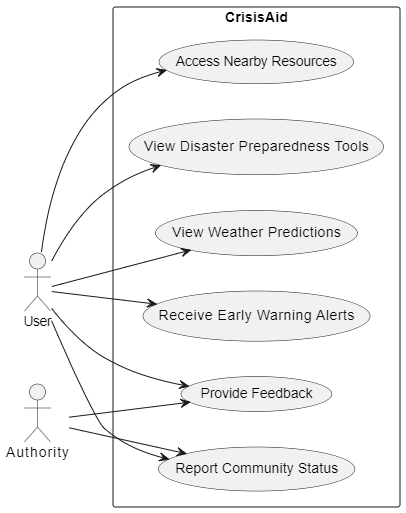 CrisisAid
Access Nearby Resources
View Disaster Preparedness Tools
View Weather Predictions
Receive Early Warning Alerts
User
Provide Feedback
Authority
Report Community Status